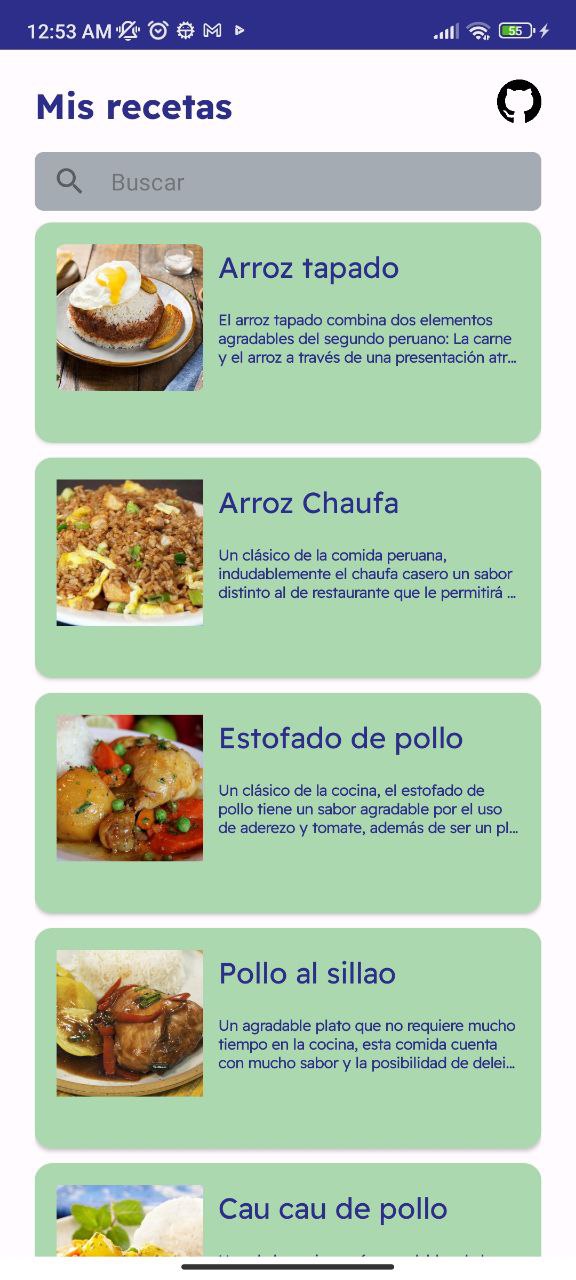 12:53 AM
55
Mis recetas
Buscar
Arroz tapado
El arroz tapado combina dos elementos
agradables del segundo peruano: La carne
y el arroz a través de una presentación atr...
Arroz Chaufa
Un clásico de la comida peruana,
indudablemente el chaufa casero un sabor
distinto al de restaurante que le permitirá ...
Estofado de pollo
Un clásico de la cocina, el estofado de
pollo tiene un sabor agradable por el uso
de aderezo y tomate, además de ser un pl...
Pollo al sillao
Un agradable plato que no requiere mucho
tiempo en la cocina, esta comida cuenta
con mucho sabor y la posibilidad de delei...
Cau cau de pollo